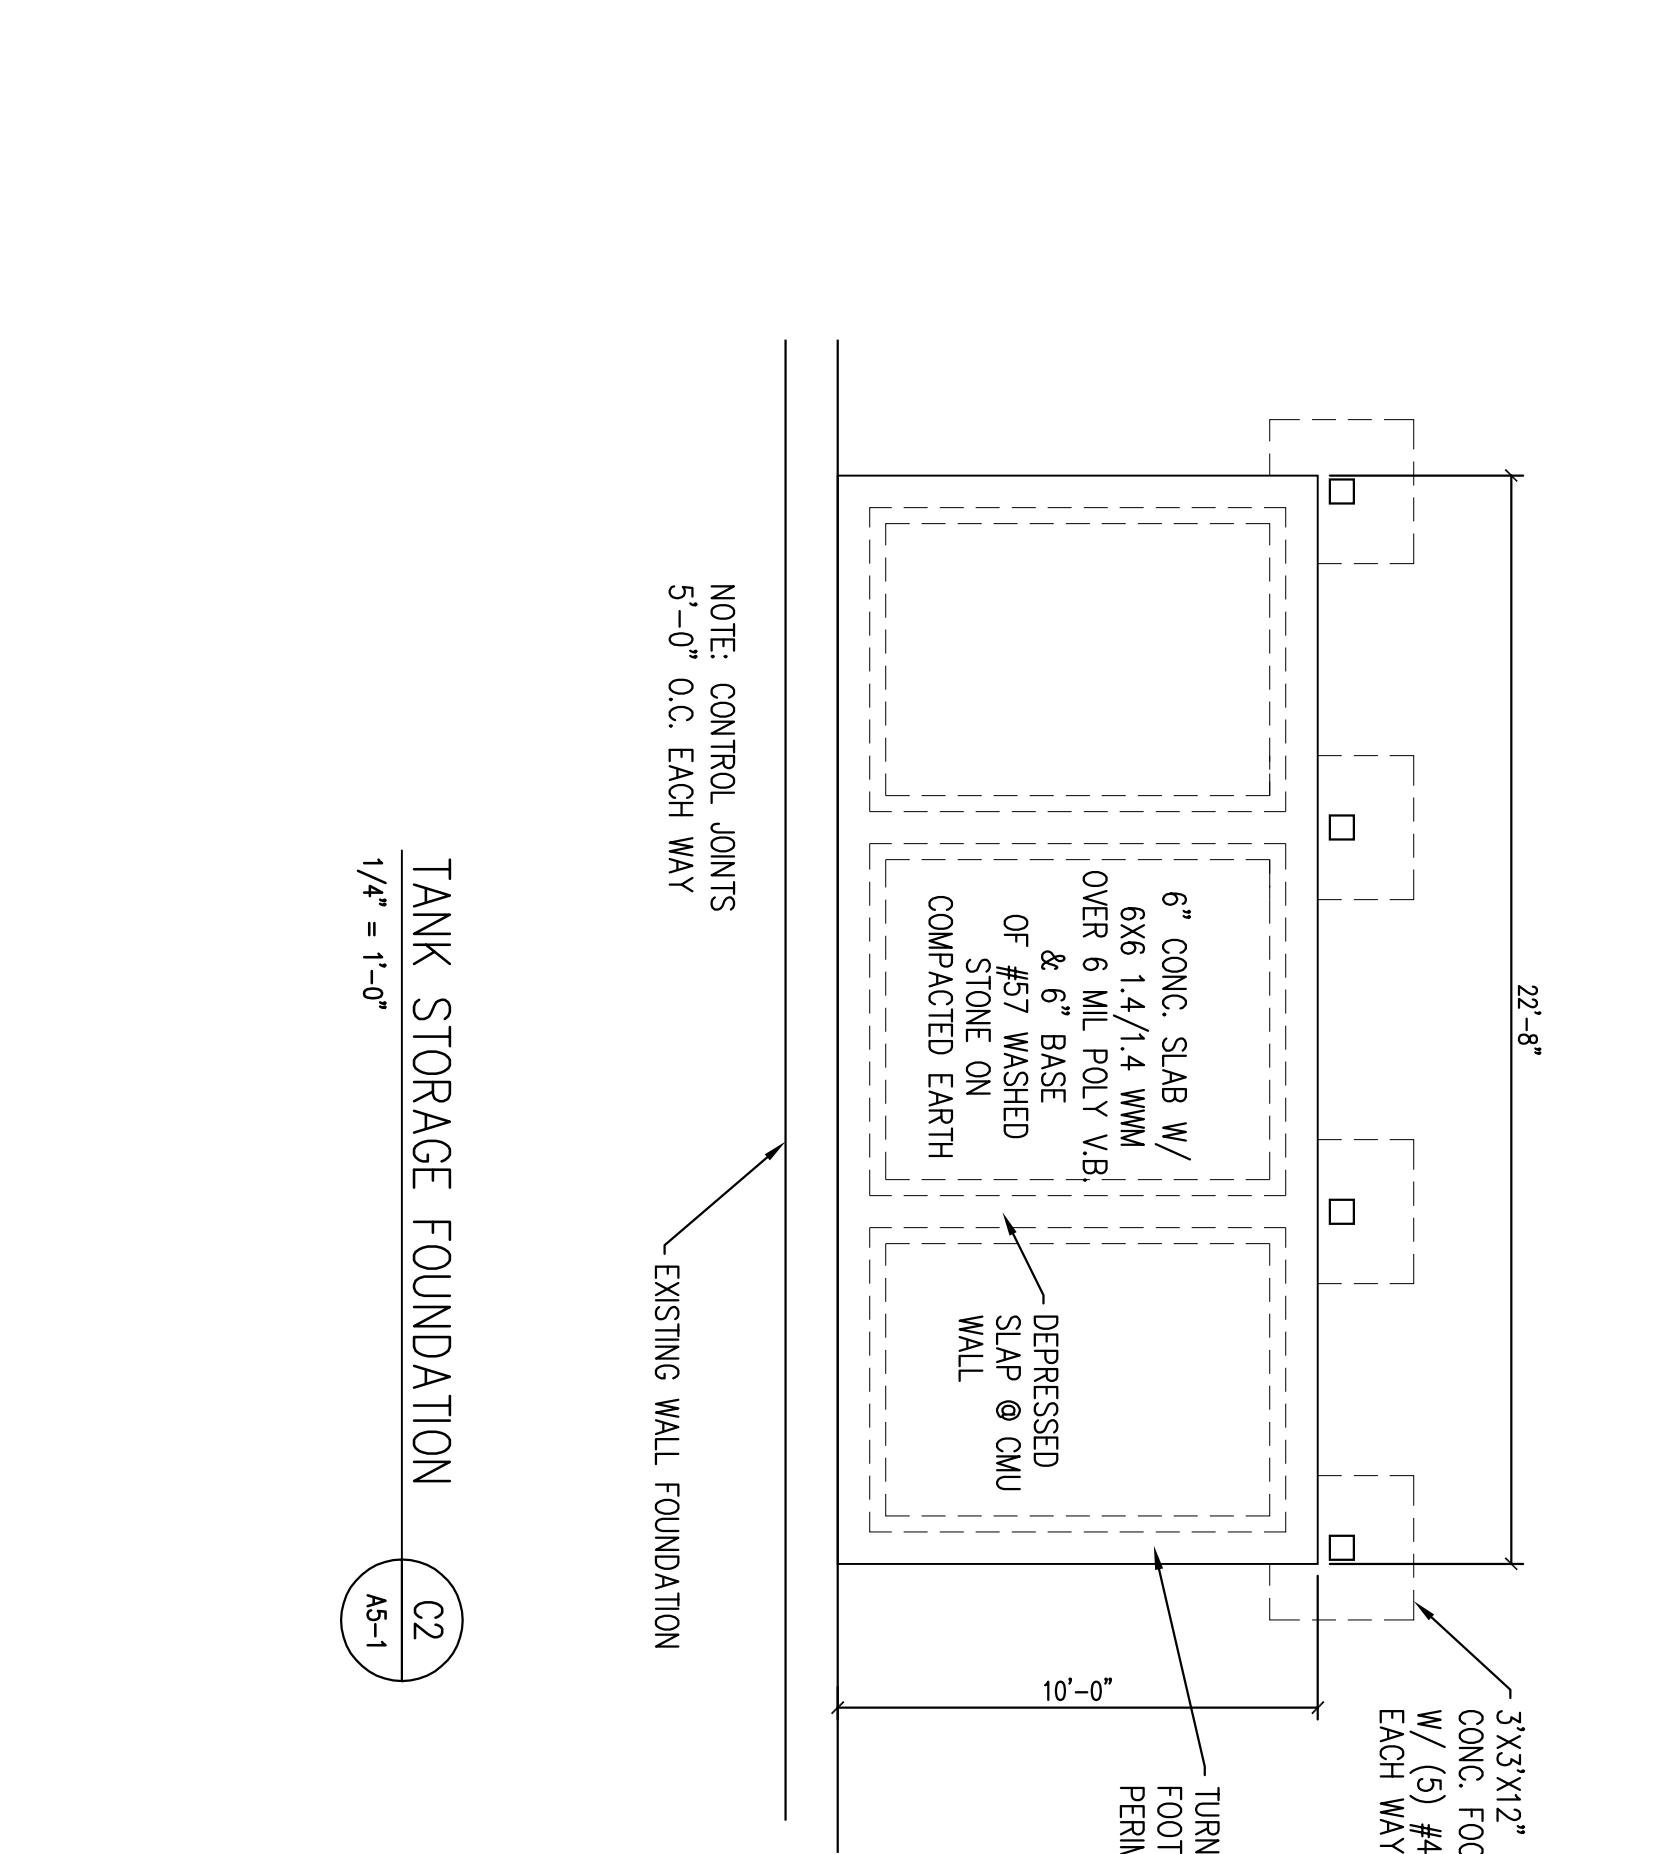 22'-8"
3'X3'X12"
CONC.
W/ (5) #4
EACH WAY
10'-0"
TURN
6" CONC. SLAB W/
6X6 1.4/1.4 WWM
OVER 6 MIL POLY V.B.
& 6" BASE
OF #57 WASHED
STONE ON
COMPACTED EARTH
DEPRESSED
SLAP @ CMU
WALL
NOTE: CONTROL JOINTS
5'-0" O.C. EACH WAY
EXISTING WALL FOUNDATION
TANK STORAGE FOUNDATION
1/4" = 1'-0"
C2
A5-1